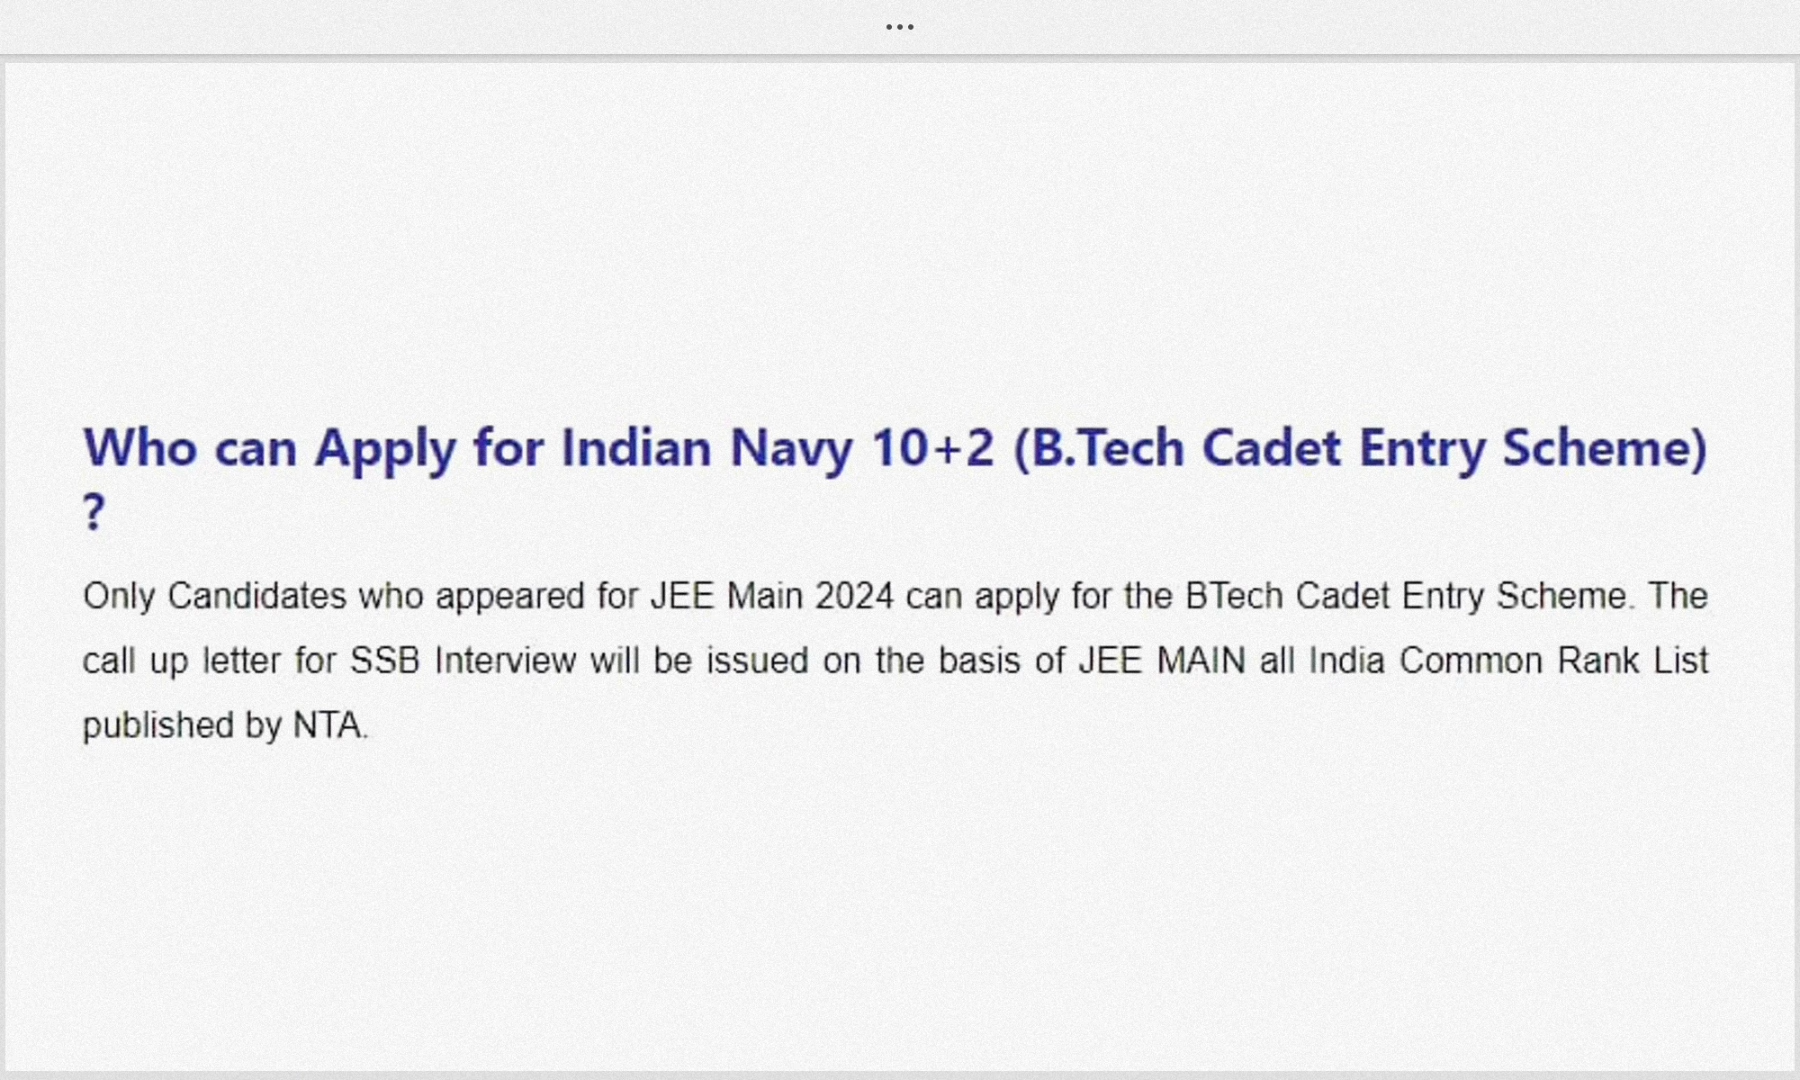 Who can Apply for Indian Navy 10+2 (B.Tech Cadet Entry Scheme)
?
Only Candidates who appeared for JEE Main 2024 can apply for the BTech Cadet Entry Scheme. The
call up letter for SSB Interview will be issued on the basis of JEE MAIN all India Common Rank List
published by NTA.